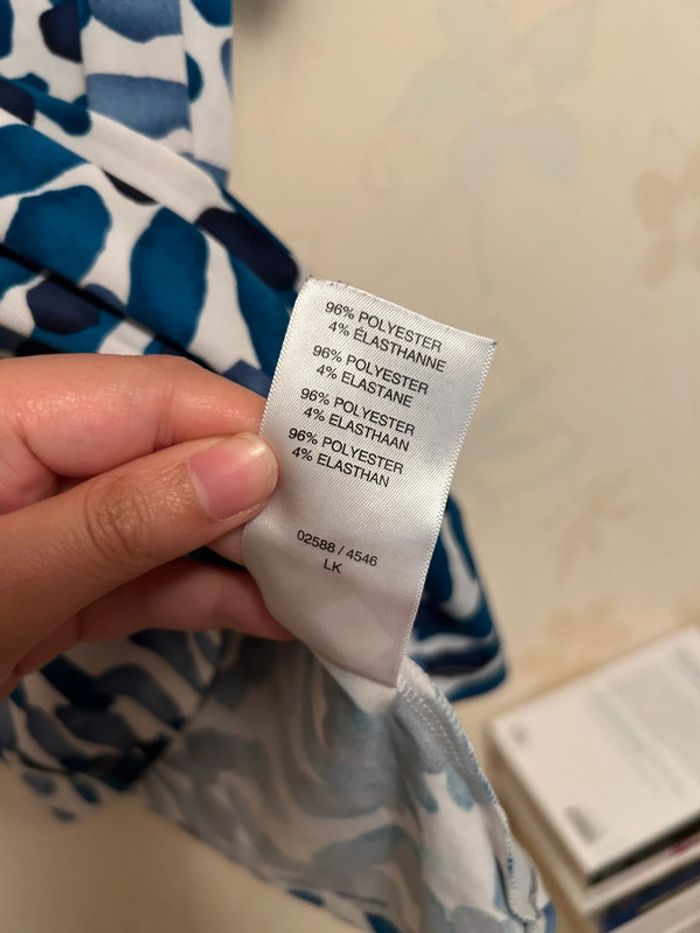 96% POLYESTER
4% ÉLASTHANNE
96% POLYESTER
4% ELASTANE
96% POLYESTER
4% ELASTHAAN
96% POLYESTER
4% ELASTHAN
02588 / 4546
LK